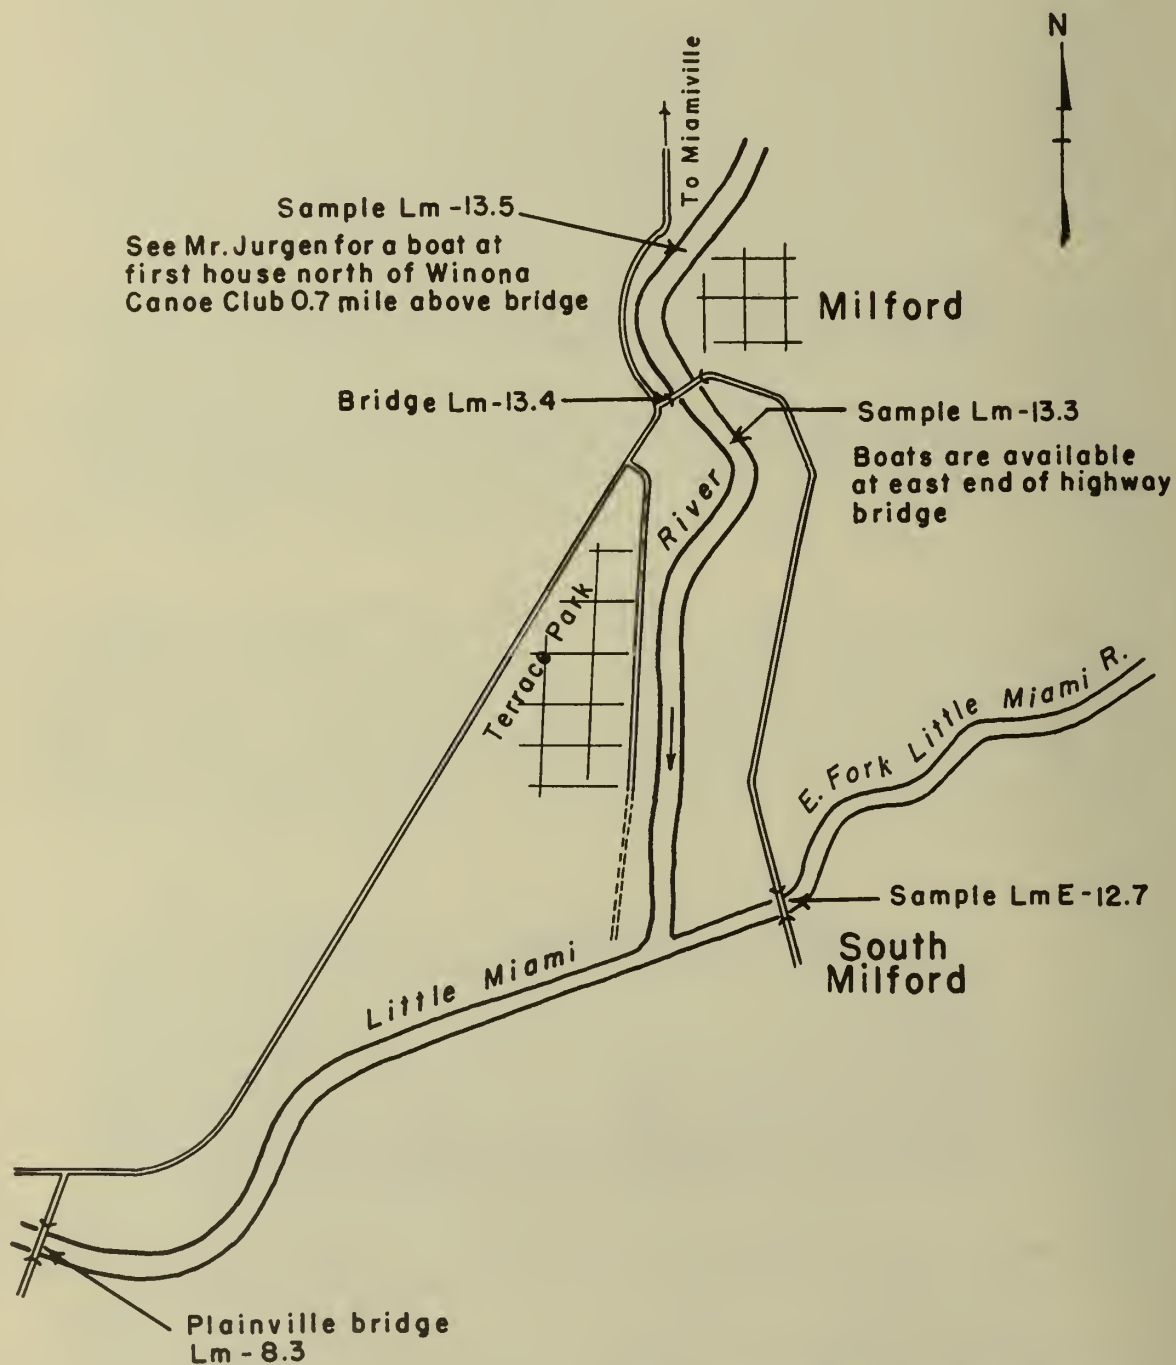 N
To Miamiville
Sample Lm -13.5
See Mr. Jurgen for a boat at
first house north of Winona
Canoe Club 0.7 mile above bridge
Milford
Bridge Lm-13.4
Sample Lm-13.3
Boats are available
at east end of highway
bridge
River
Terrace Park
E. Fork Little Miami R.
Sample Lm E-12.7
South
Milford
Little Miami
Plainville bridge
Lm - 8.3